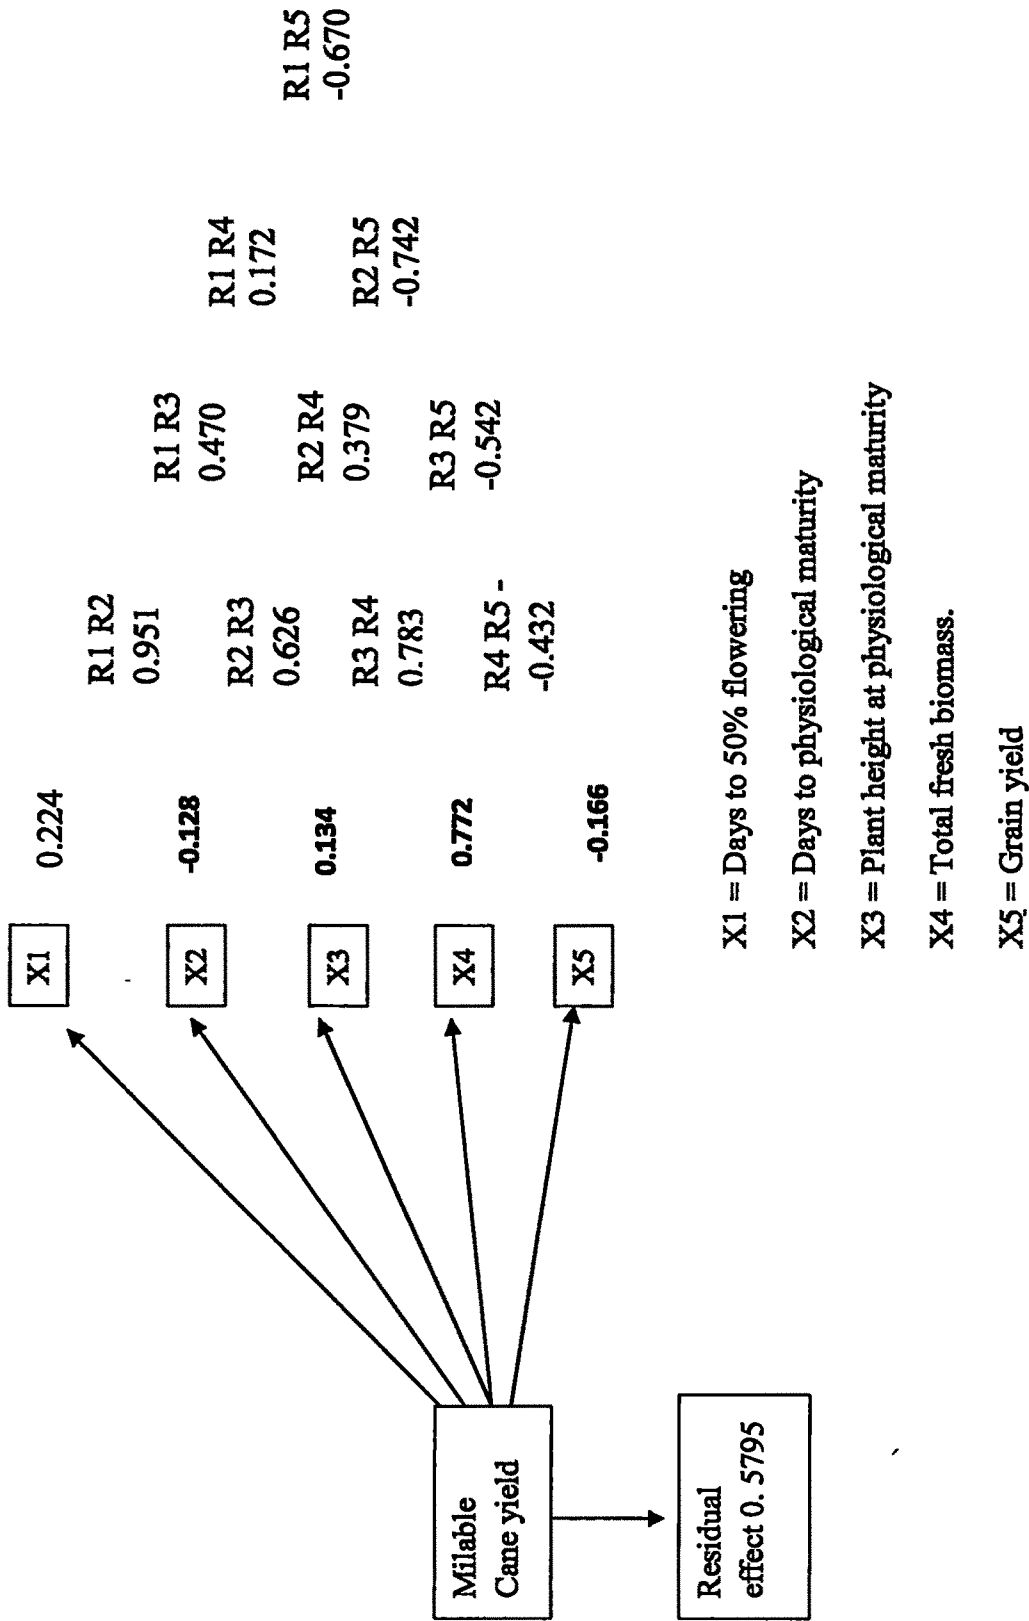 X1
0.224
R1 R2
0.951
R1 R3
0.470
R1 R4
0.172
R1 R5
-0.670
X2
-0.128
R2 R3
0.626
R2 R4
0.379
R2 R5
-0.742
X3
0.134
R3 R4
0.783
R3 R5
-0.542
X4
0.772
R4 R5 -
-0.432
X5
-0.166
Milable
Cane yield
Residual
effect 0. 5795
X1 = Days to 50% flowering
X2 = Days to physiological maturity
X3 = Plant height at physiological maturity
X4 = Total fresh biomass.
X5 = Grain yield